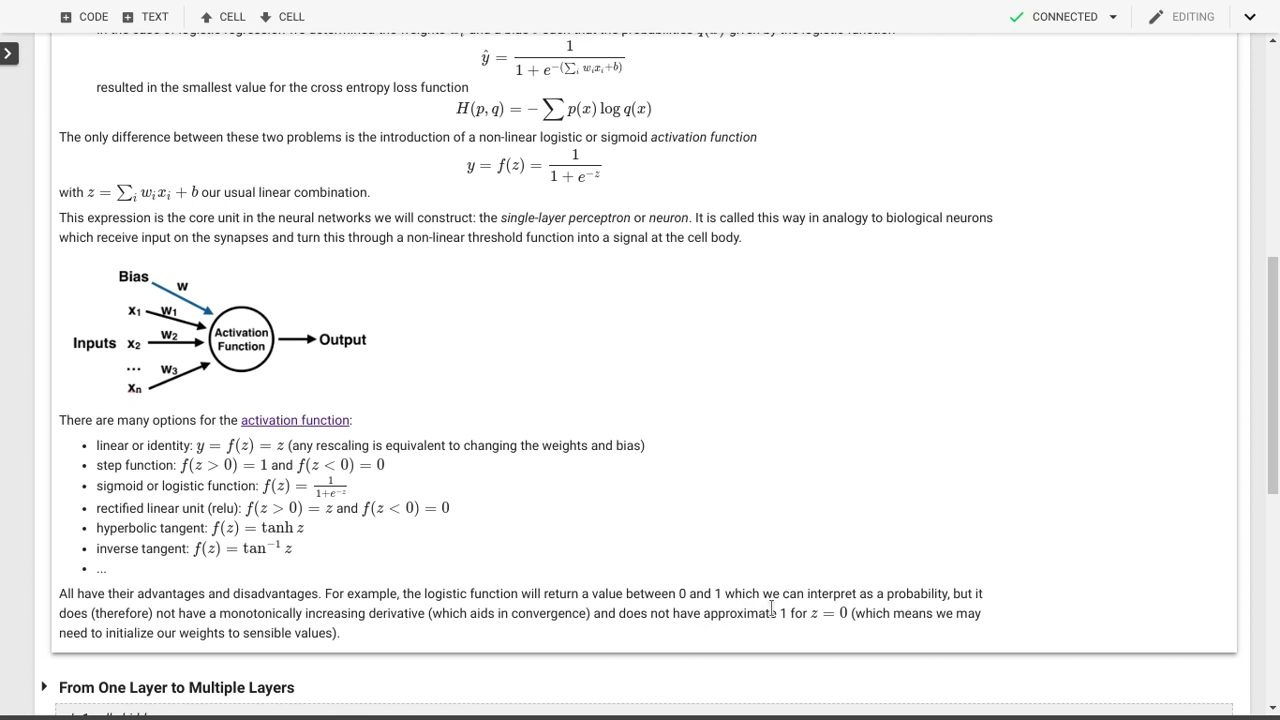 CODE TEXT CELL CELL CONNECTED EDITING
ŷ = 1 / (1 + e^−(∑ᵢ wᵢxᵢ+b))
resulted in the smallest value for the cross entropy loss function
H(p, q) = − ∑ p(x) log q(x)
The only difference between these two problems is the introduction of a non-linear logistic or sigmoid activation function
y = f(z) = 1 / (1 + e^−z)
with z = ∑ᵢ wᵢxᵢ + b our usual linear combination.
This expression is the core unit in the neural networks we will construct: the single-layer perceptron or neuron. It is called this way in analogy to biological neurons
which receive input on the synapses and turn this through a non-linear threshold function into a signal at the cell body.
Bias w
x₁ w₁
Inputs x₂ w₂ Activation Function Output
... w₃
xₙ
There are many options for the activation function:
• linear or identity: y = f(z) = z (any rescaling is equivalent to changing the weights and bias)
• step function: f(z > 0) = 1 and f(z < 0) = 0
• sigmoid or logistic function: f(z) = 1 / (1+e^−z)
• rectified linear unit (relu): f(z > 0) = z and f(z < 0) = 0
• hyperbolic tangent: f(z) = tanh z
• inverse tangent: f(z) = tan⁻¹ z
• ...
All have their advantages and disadvantages. For example, the logistic function will return a value between 0 and 1 which we can interpret as a probability, but it
does (therefore) not have a monotonically increasing derivative (which aids in convergence) and does not have approximate 1 for z = 0 (which means we may
need to initialize our weights to sensible values).
From One Layer to Multiple Layers